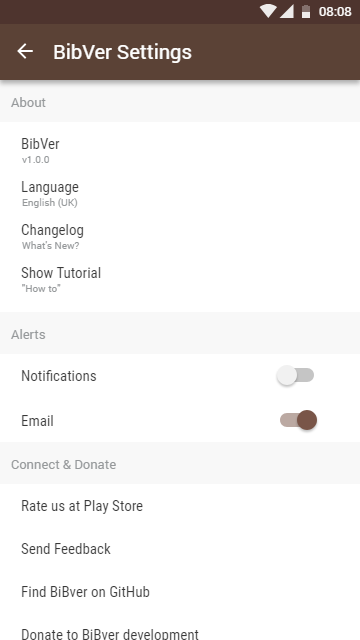 08:08
BibVer Settings
About
BibVer
v1.0.0
Language
English (UK)
Changelog
What's New?
Show Tutorial
"How to"
Alerts
Notifications
Email
Connect & Donate
Rate us at Play Store
Send Feedback
Find BiBver on GitHub
Donate to BiBver development